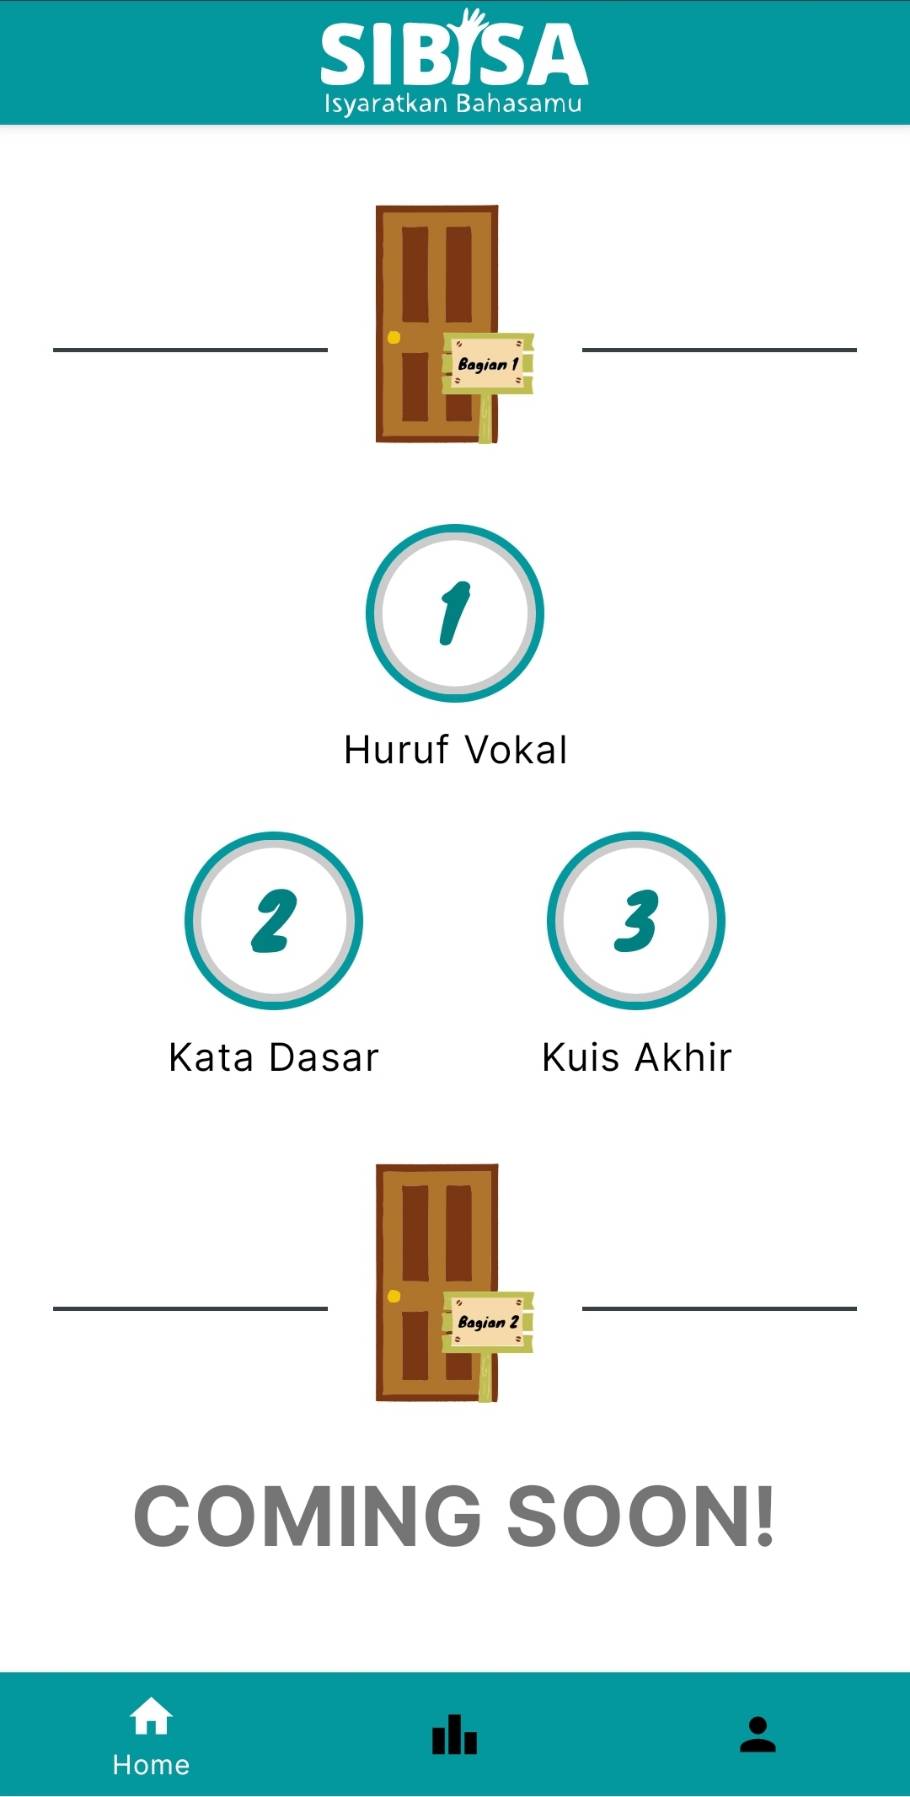 SIBISA
Isyaratkan Bahasamu
Bagian 1
1
Huruf Vokal
2
3
Kata Dasar
Kuis Akhir
Bagian 2
COMING SOON!
Home